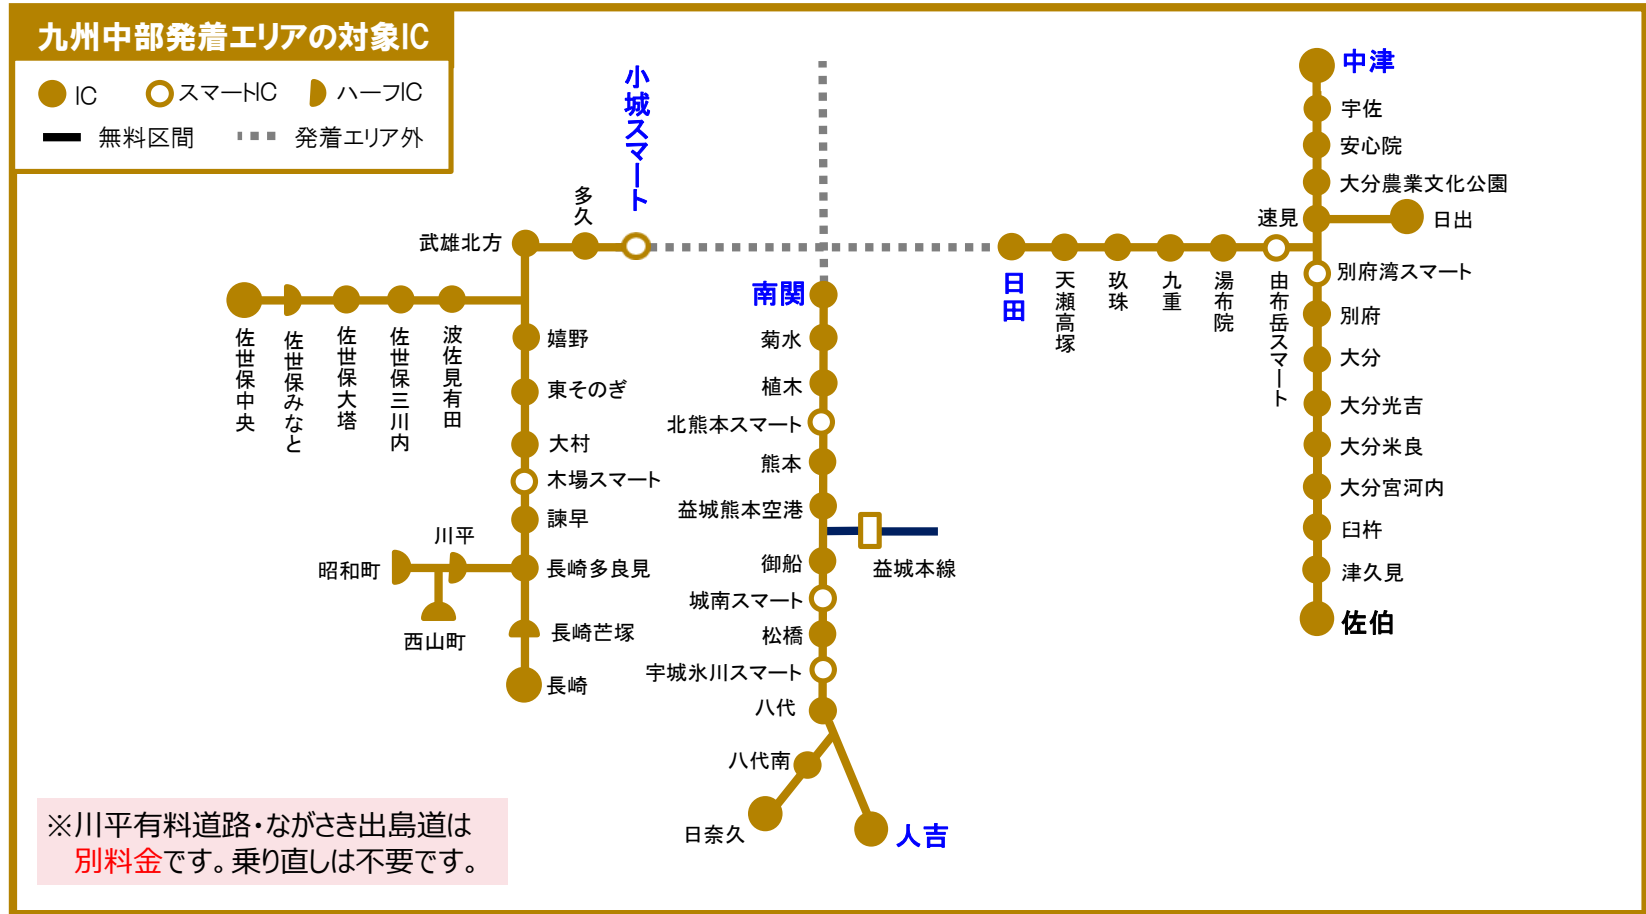 九州中部発着エリアの対象IC
IC
スマートIC
ハーフIC
無料区間
発着エリア外
小城スマート
多久
武雄北方
佐世保中央
佐世保みなと
佐世保大塔
佐世保三川内
波佐見有田
嬉野
東そのぎ
大村
木場スマート
諫早
川平
昭和町
西山町
長崎多良見
長崎芒塚
長崎
南関
菊水
植木
北熊本スマート
熊本
益城熊本空港
益城本線
御船
城南スマート
松橋
宇城氷川スマート
八代
八代南
日奈久
人吉
日田
天瀬高塚
玖珠
九重
湯布院
由布岳スマート
中津
宇佐
安心院
大分農業文化公園
速見
日出
別府湾スマート
別府
大分
大分光吉
大分米良
大分宮河内
臼杵
津久見
佐伯
※川平有料道路・ながさき出島道は
別料金です。乗り直しは不要です。